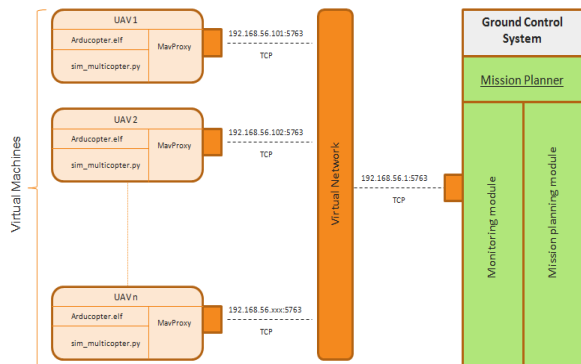 Virtual Machines
UAV 1
Arducopter.elf
sim_multicopter.py
MavProxy
192.168.56.101:5763
TCP
UAV 2
Arducopter.elf
sim_multicopter.py
MavProxy
192.168.56.102:5763
TCP
UAV n
Arducopter.elf
sim_multicopter.py
MavProxy
192.168.56.xxx:5763
TCP
Virtual Network
192.168.56.1:5763
TCP
Ground Control
System
Mission Planner
Monitoring module
Mission planning module